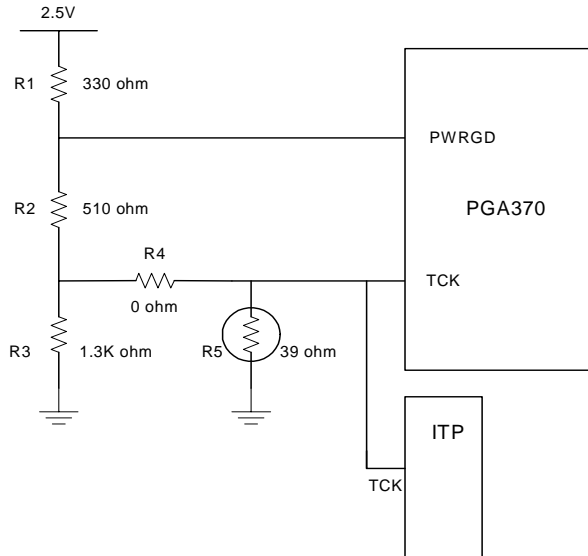 2.5V
R1 330 ohm
PWRGD
PGA370
R2 510 ohm
R4
0 ohm
TCK
R3 1.3K ohm
R5 39 ohm
ITP
TCK